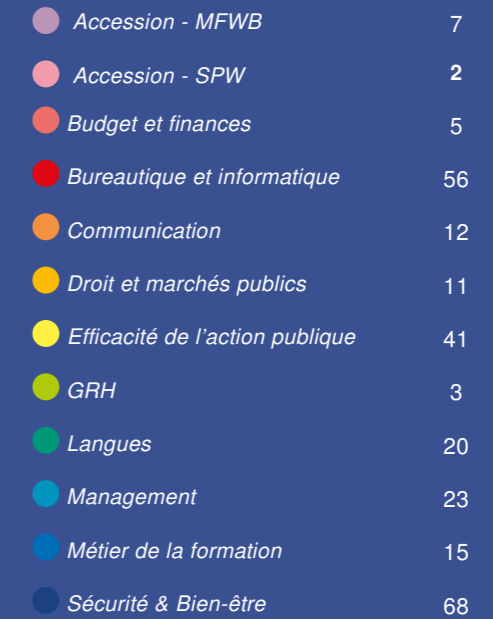 Accession - MFWB 7
Accession - SPW 2
Budget et finances 5
Bureautique et informatique 56
Communication 12
Droit et marchés publics 11
Efficacité de l'action publique 41
GRH 3
Langues 20
Management 23
Métier de la formation 15
Sécurité & Bien-être 68